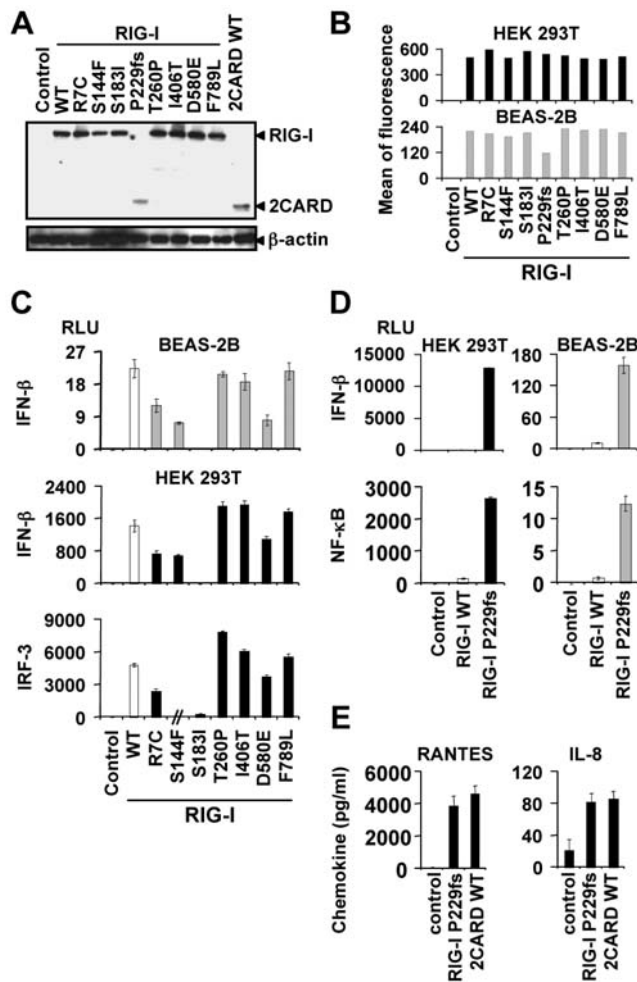 A
RIG-I
Control
WT
R7C
S144F
S183I
P229fs
T260P
I406T
D580E
F789L
2CARD WT
RIG-I
2CARD
β-actin
B
HEK 293T
600
300
0
BEAS-2B
240
120
0
Mean of fluorescence
Control
WT
R7C
S144F
S183I
P229fs
T260P
I406T
D580E
F789L
RIG-I
C
RLU
BEAS-2B
27
18
9
0
IFN-β
HEK 293T
2400
1600
800
0
IFN-β
9000
6000
3000
0
IRF-3
Control
WT
R7C
S144F
S183I
T260P
I406T
D580E
F789L
RIG-I
D
RLU
HEK 293T
BEAS-2B
15000
10000
5000
0
IFN-β
180
120
60
0
3000
2000
1000
0
NF-κB
15
10
5
0
Control
RIG-I WT
RIG-I P229fs
Control
RIG-I WT
RIG-I P229fs
E
RANTES
IL-8
Chemokine (pg/ml)
6000
4000
2000
0
120
80
40
0
control
RIG-I P229fs
2CARD WT
control
RIG-I P229fs
2CARD WT